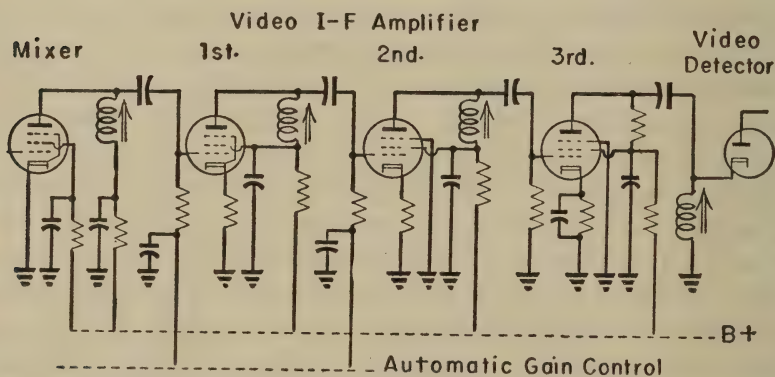 Video I-F Amplifier
Mixer
1st.
2nd.
3rd.
Video
Detector
B+
Automatic Gain Control